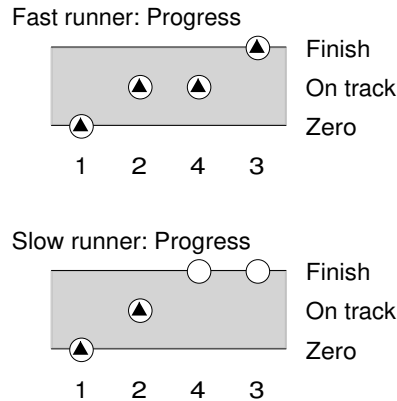 Fast runner: Progress
Finish
On track
Zero
1 2 4 3
Slow runner: Progress
Finish
On track
Zero
1 2 4 3